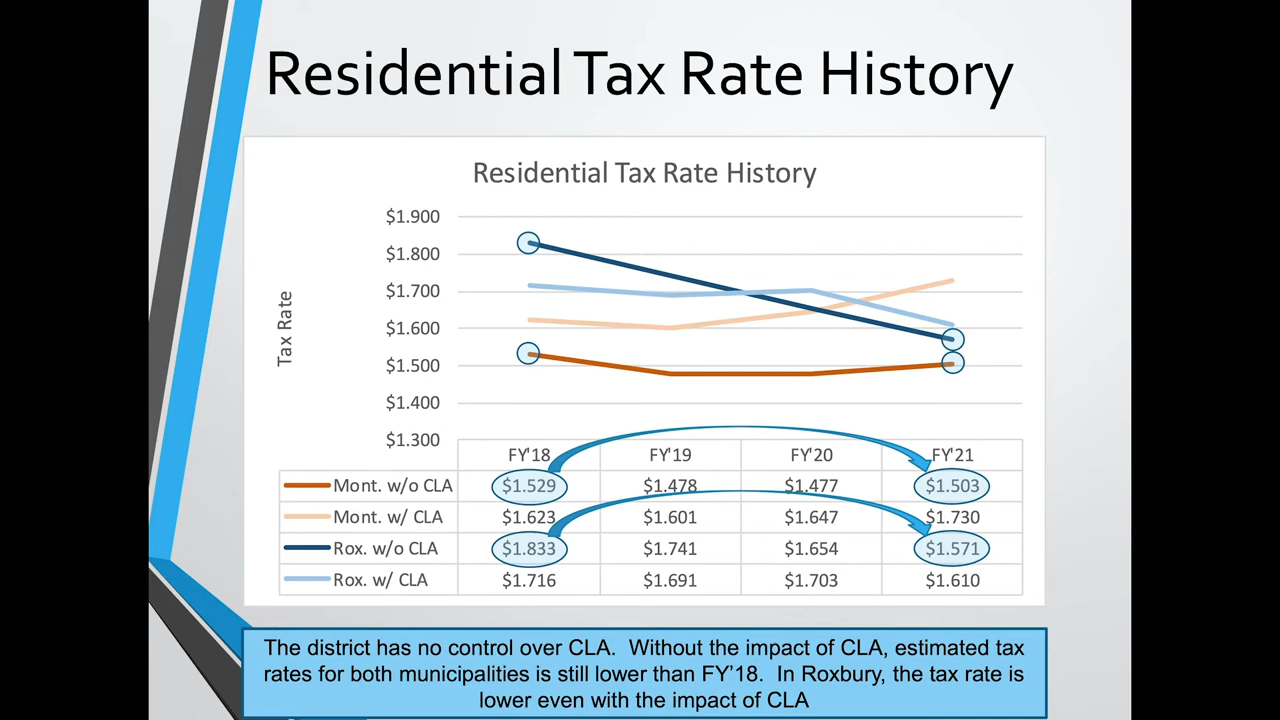 Residential Tax Rate History
Residential Tax Rate History
$1.900
$1.800
$1.700
$1.600
$1.500
$1.400
$1.300
Tax Rate
FY'18 FY'19 FY'20 FY'21
Mont. w/o CLA $1.529 $1.478 $1.477 $1.503
Mont. w/ CLA $1.623 $1.601 $1.647 $1.730
Rox. w/o CLA $1.833 $1.741 $1.654 $1.571
Rox. w/ CLA $1.716 $1.691 $1.703 $1.610
The district has no control over CLA. Without the impact of CLA, estimated tax
rates for both municipalities is still lower than FY'18. In Roxbury, the tax rate is
lower even with the impact of CLA